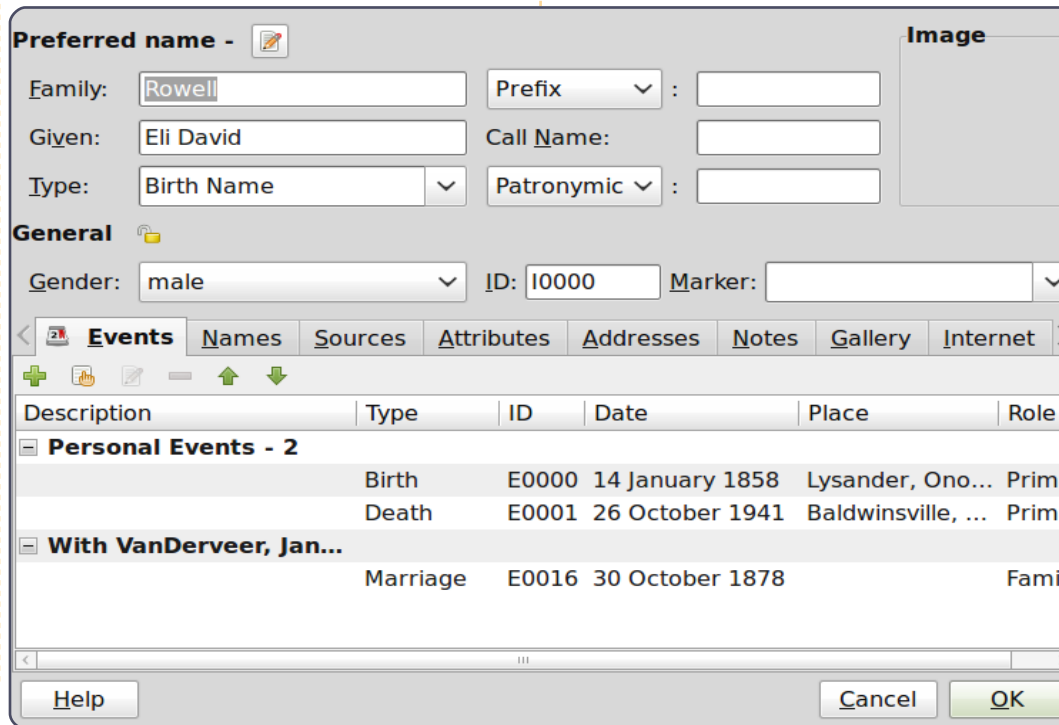 Preferred name -
Image
Family: Rowell Prefix :
Given: Eli David Call Name:
Type: Birth Name Patronymic :
General
Gender: male ID: I0000 Marker:
Events Names Sources Attributes Addresses Notes Gallery Internet
Description Type ID Date Place Role
Personal Events - 2
Birth E0000 14 January 1858 Lysander, Ono... Prim
Death E0001 26 October 1941 Baldwinsville, ... Prim
With VanDerveer, Jan...
Marriage E0016 30 October 1878 Fami
Help Cancel OK